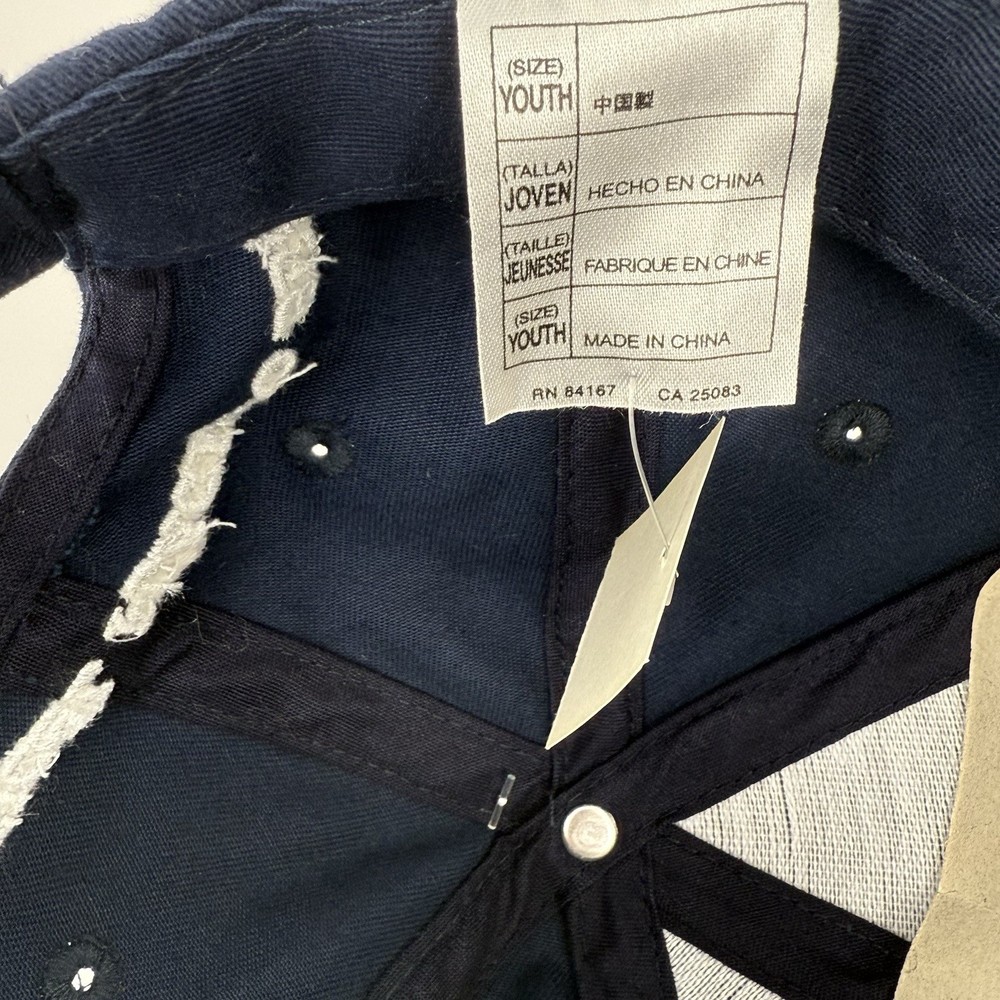 (SIZE)
YOUTH
中国製
(TALLA)
JOVEN
HECHO EN CHINA
(TAILLE)
JEUNESSE
FABRIQUE EN CHINE
(SIZE)
YOUTH
MADE IN CHINA
RN 84167 CA 25083